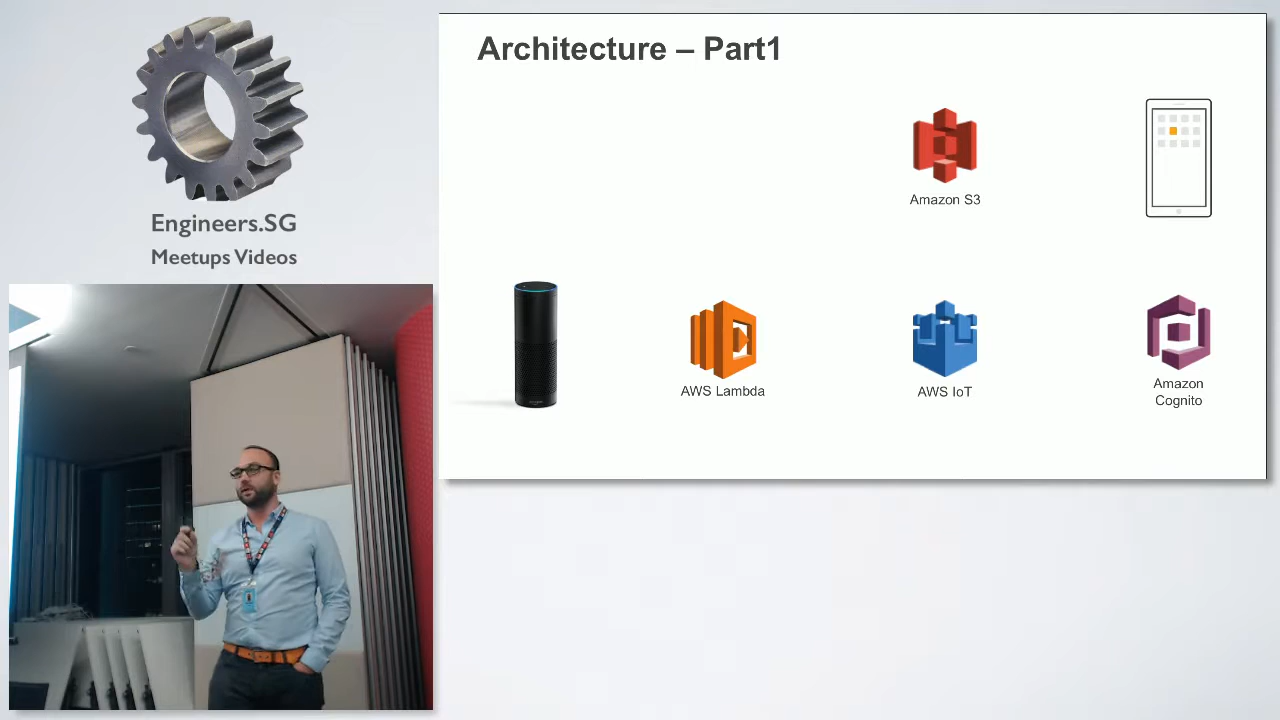 Engineers.SG
Meetups Videos
Architecture – Part1
Amazon S3
AWS Lambda
AWS IoT
Amazon
Cognito